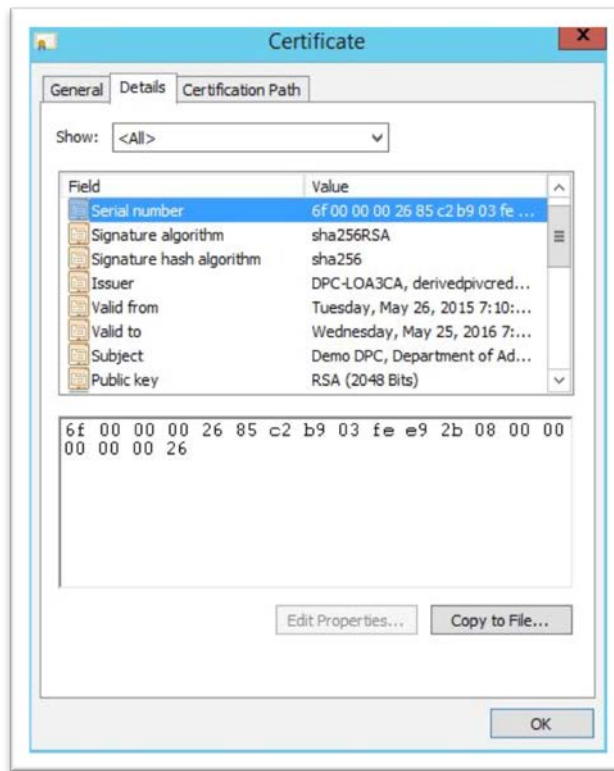 Certificate
x
General Details Certification Path
Show: <All>
Field Value
Serial number 6f 00 00 00 26 85 c2 b9 03 fe ...
Signature algorithm sha256RSA
Signature hash algorithm sha256
Issuer DPC-LOA3CA, derivedpivcred...
Valid from Tuesday, May 26, 2015 7:10:...
Valid to Wednesday, May 25, 2016 7:...
Subject Demo DPC, Department of Ad...
Public key RSA (2048 Bits)
6f 00 00 00 26 85 c2 b9 03 fe e9 2b 08 00 00
00 00 00 26
Edit Properties... Copy to File...
OK